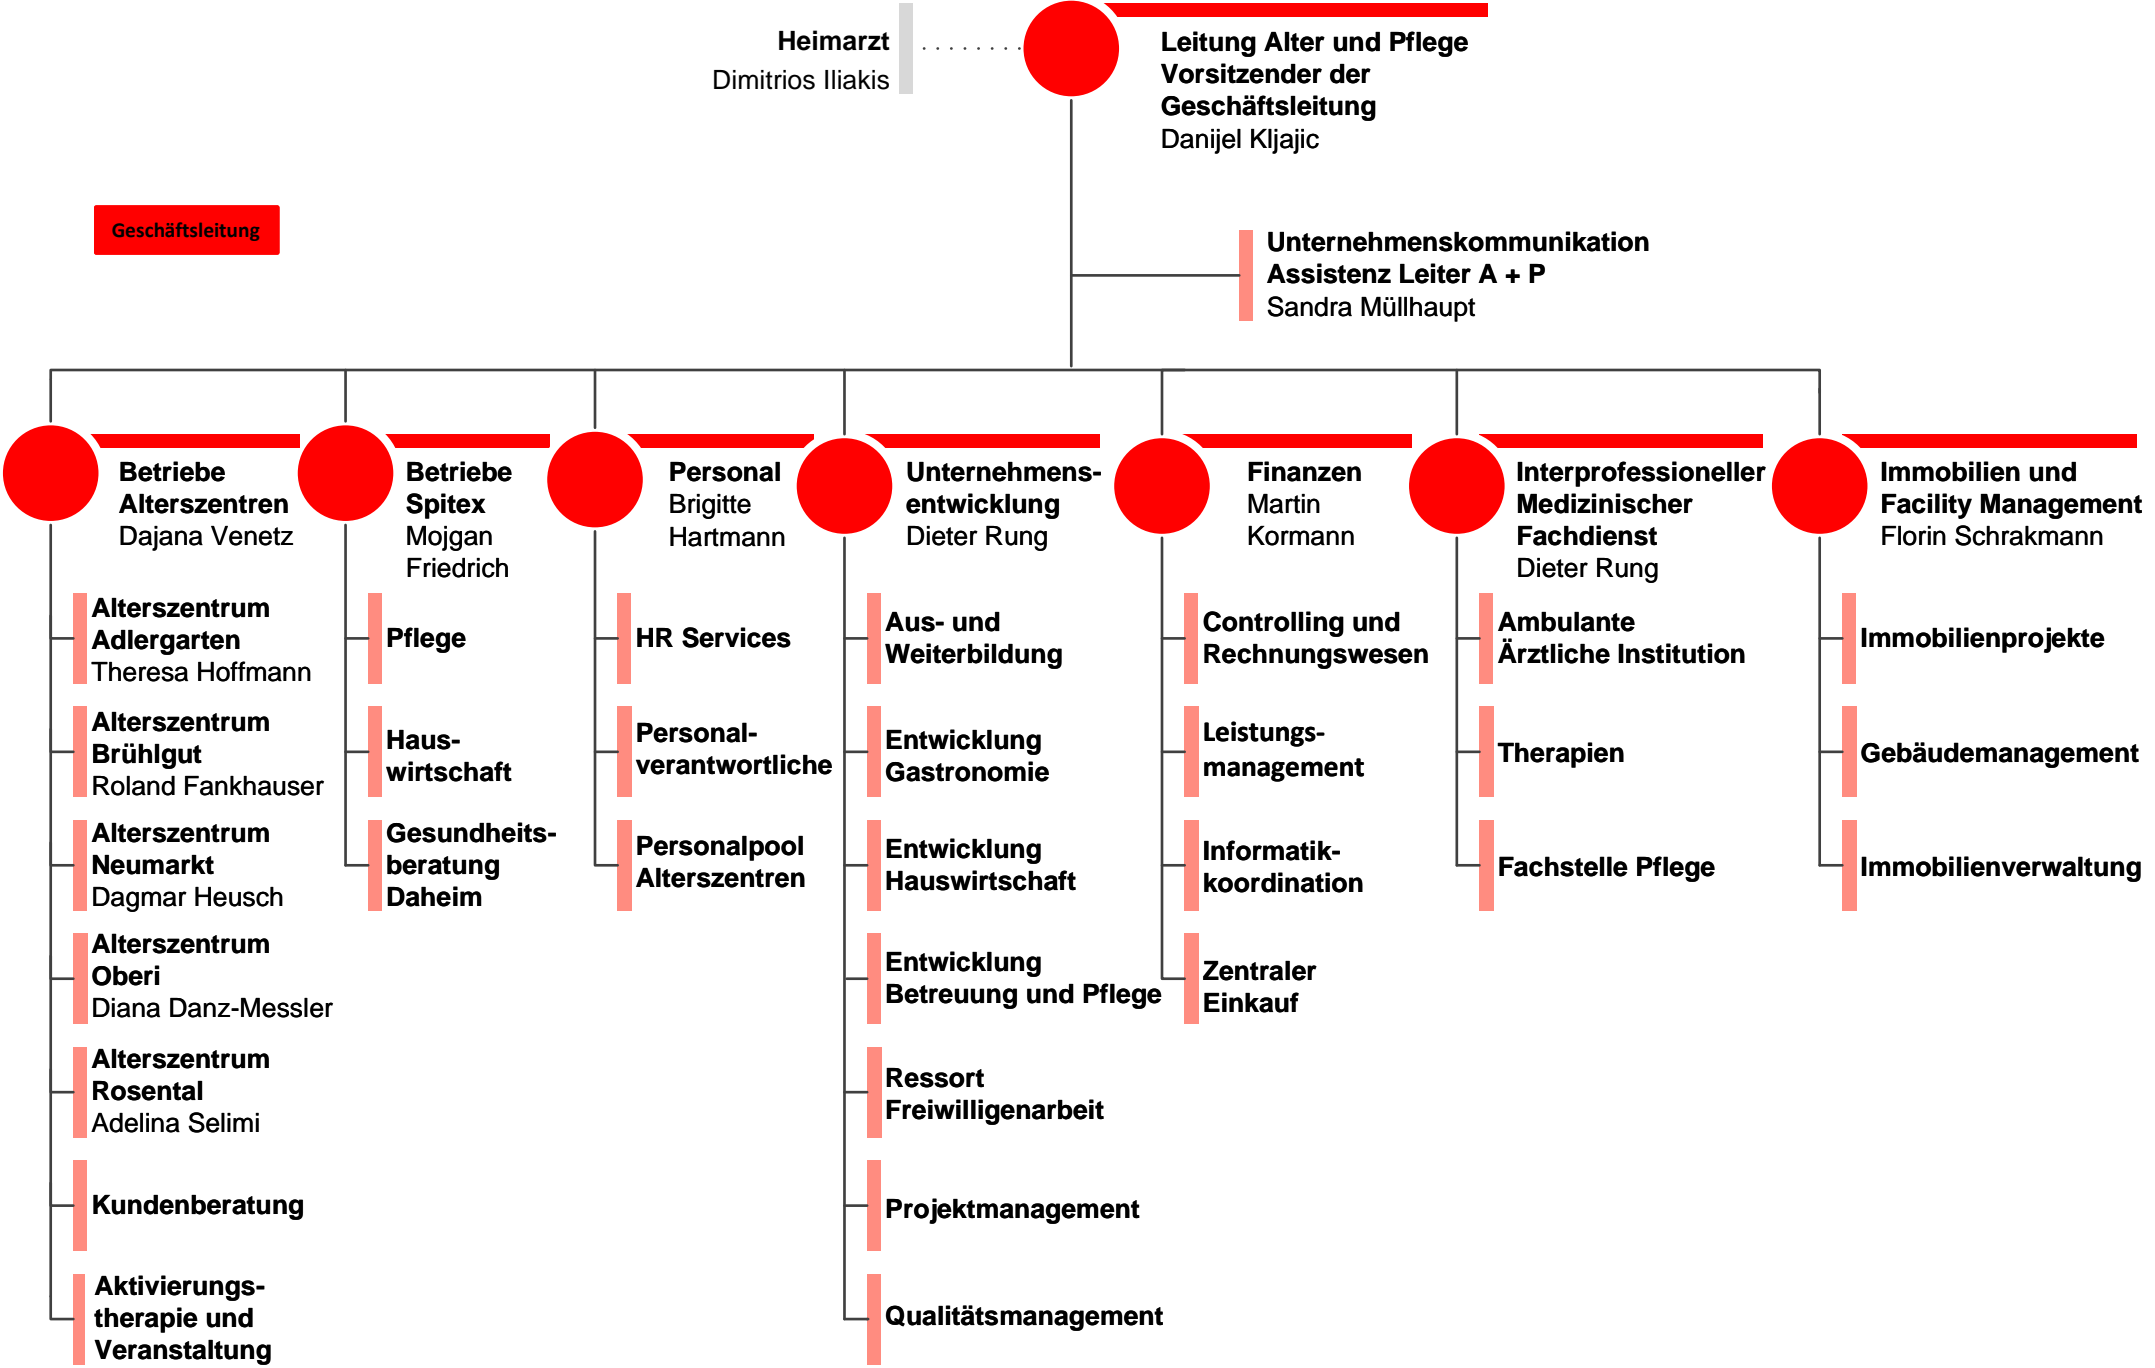 Heimarzt
Dimitrios Iliakis
Leitung Alter und Pflege
Vorsitzender der
Geschäftsleitung
Danijel Kljajic
Geschäftsleitung
Unternehmenskommunikation
Assistenz Leiter A + P
Sandra Müllhaupt
Betriebe
Alterszentren
Dajana Venetz
Alterszentrum
Adlergarten
Theresa Hoffmann
Alterszentrum
Brühlgut
Roland Fankhauser
Alterszentrum
Neumarkt
Dagmar Heusch
Alterszentrum
Oberi
Diana Danz-Messler
Alterszentrum
Rosental
Adelina Selimi
Kundenberatung
Aktivierungs-
therapie und
Veranstaltung
Betriebe
Spitex
Mojgan
Friedrich
Pflege
Haus-
wirtschaft
Gesundheits-
beratung
Daheim
Personal
Brigitte
Hartmann
HR Services
Personal-
verantwortliche
Personalpool
Alterszentren
Unternehmens-
entwicklung
Dieter Rung
Aus- und
Weiterbildung
Entwicklung
Gastronomie
Entwicklung
Hauswirtschaft
Entwicklung
Betreuung und Pflege
Ressort
Freiwilligenarbeit
Projektmanagement
Qualitätsmanagement
Finanzen
Martin
Kormann
Controlling und
Rechnungswesen
Leistungs-
management
Informatik-
koordination
Zentraler
Einkauf
Interprofessioneller
Medizinischer
Fachdienst
Dieter Rung
Ambulante
Ärztliche Institution
Therapien
Fachstelle Pflege
Immobilien und
Facility Management
Florin Schrakmann
Immobilienprojekte
Gebäudemanagement
Immobilienverwaltung